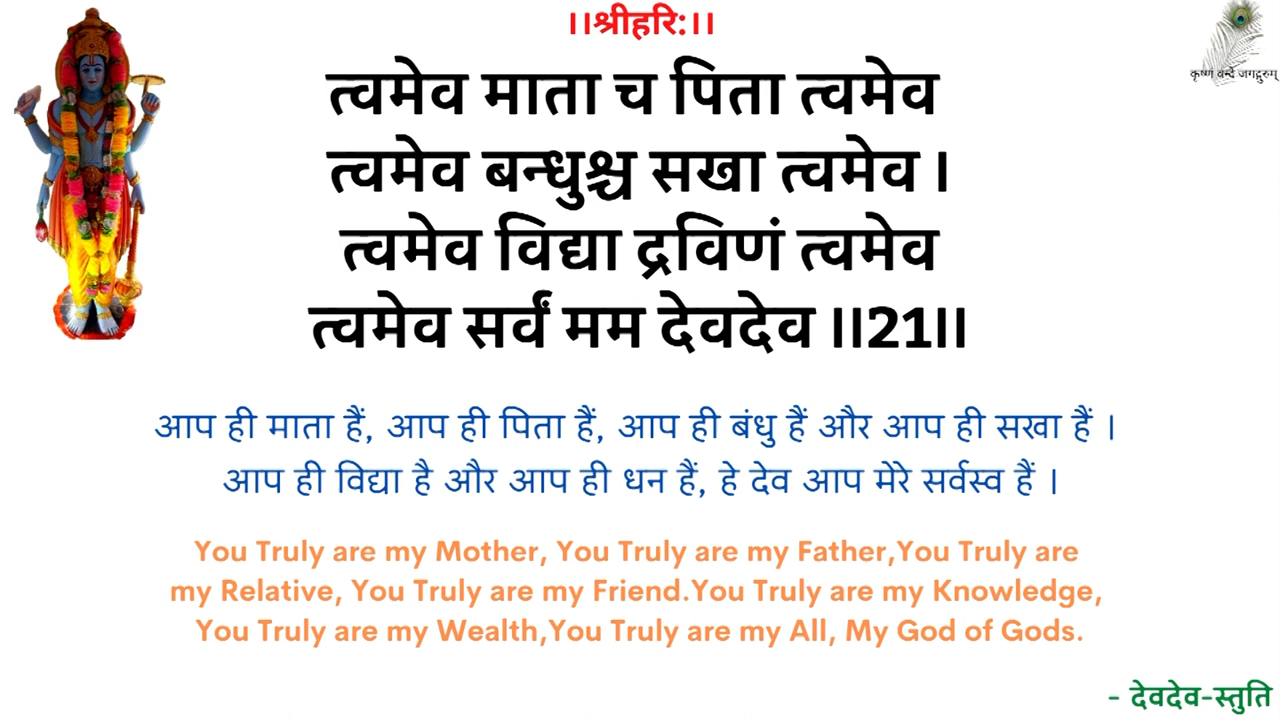 ।।श्रीहरि:।।
कृष्णं वन्दे जगद्गुरुम्
त्वमेव माता च पिता त्वमेव
त्वमेव बन्धुश्च सखा त्वमेव ।
त्वमेव विद्या द्रविणं त्वमेव
त्वमेव सर्वं मम देवदेव ।।21।।
आप ही माता हैं, आप ही पिता हैं, आप ही बंधु हैं और आप ही सखा हैं ।
आप ही विद्या है और आप ही धन हैं, हे देव आप मेरे सर्वस्व हैं ।
You Truly are my Mother, You Truly are my Father,You Truly are
my Relative, You Truly are my Friend.You Truly are my Knowledge,
You Truly are my Wealth,You Truly are my All, My God of Gods.
- देवदेव-स्तुति